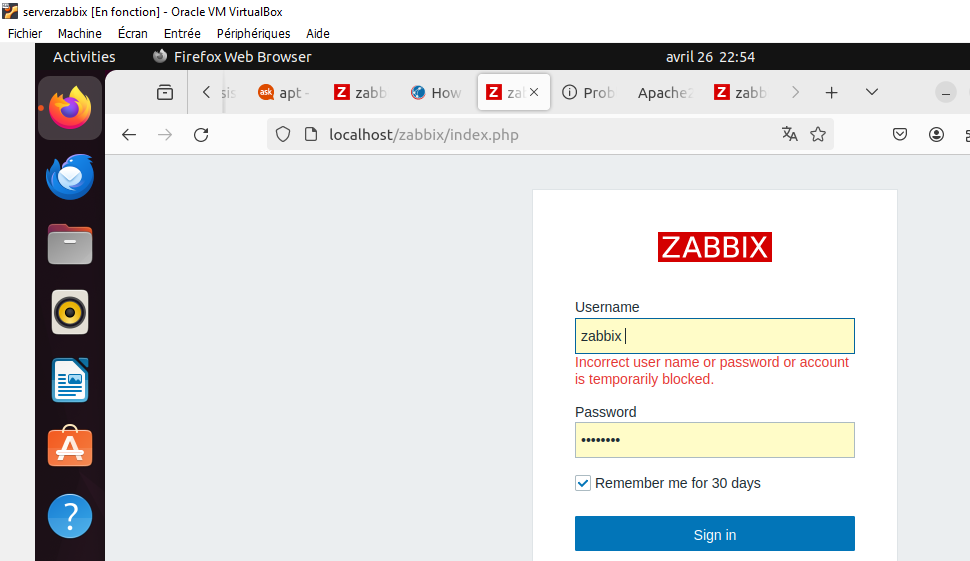 serverzabbix [En fonction] - Oracle VM VirtualBox
Fichier Machine Écran Entrée Périphériques Aide
Activities Firefox Web Browser avril 26 22:54
ask apt - Z zabb How Z zal Prob Apache2 Z zabb
localhost/zabbix/index.php
ZABBIX
Username
zabbix
Incorrect user name or password or account
is temporarily blocked.
Password
••••••••
Remember me for 30 days
Sign in